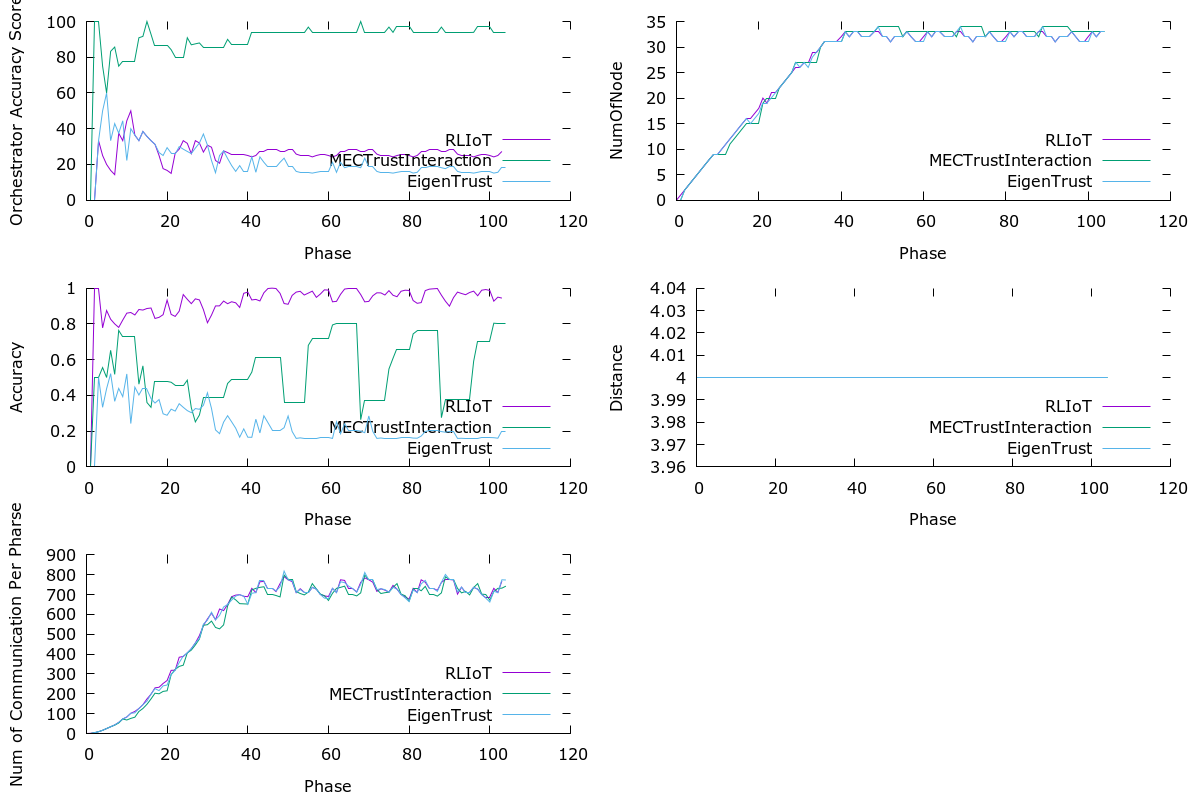 Orchestrator Accuracy Score
100
80
60
40
20
0
0 20 40 60 80 100 120
Phase
RLIoT
MECTrustInteraction
EigenTrust
NumOfNode
35
30
25
20
15
10
5
0
0 20 40 60 80 100 120
Phase
RLIoT
MECTrustInteraction
EigenTrust
Accuracy
1
0.8
0.6
0.4
0.2
0
0 20 40 60 80 100 120
Phase
RLIoT
MECTrustInteraction
EigenTrust
Distance
4.04
4.03
4.02
4.01
4
3.99
3.98
3.97
3.96
0 20 40 60 80 100 120
Phase
RLIoT
MECTrustInteraction
EigenTrust
Num of Communication Per Pharse
900
800
700
600
500
400
300
200
100
0
0 20 40 60 80 100 120
Phase
RLIoT
MECTrustInteraction
EigenTrust